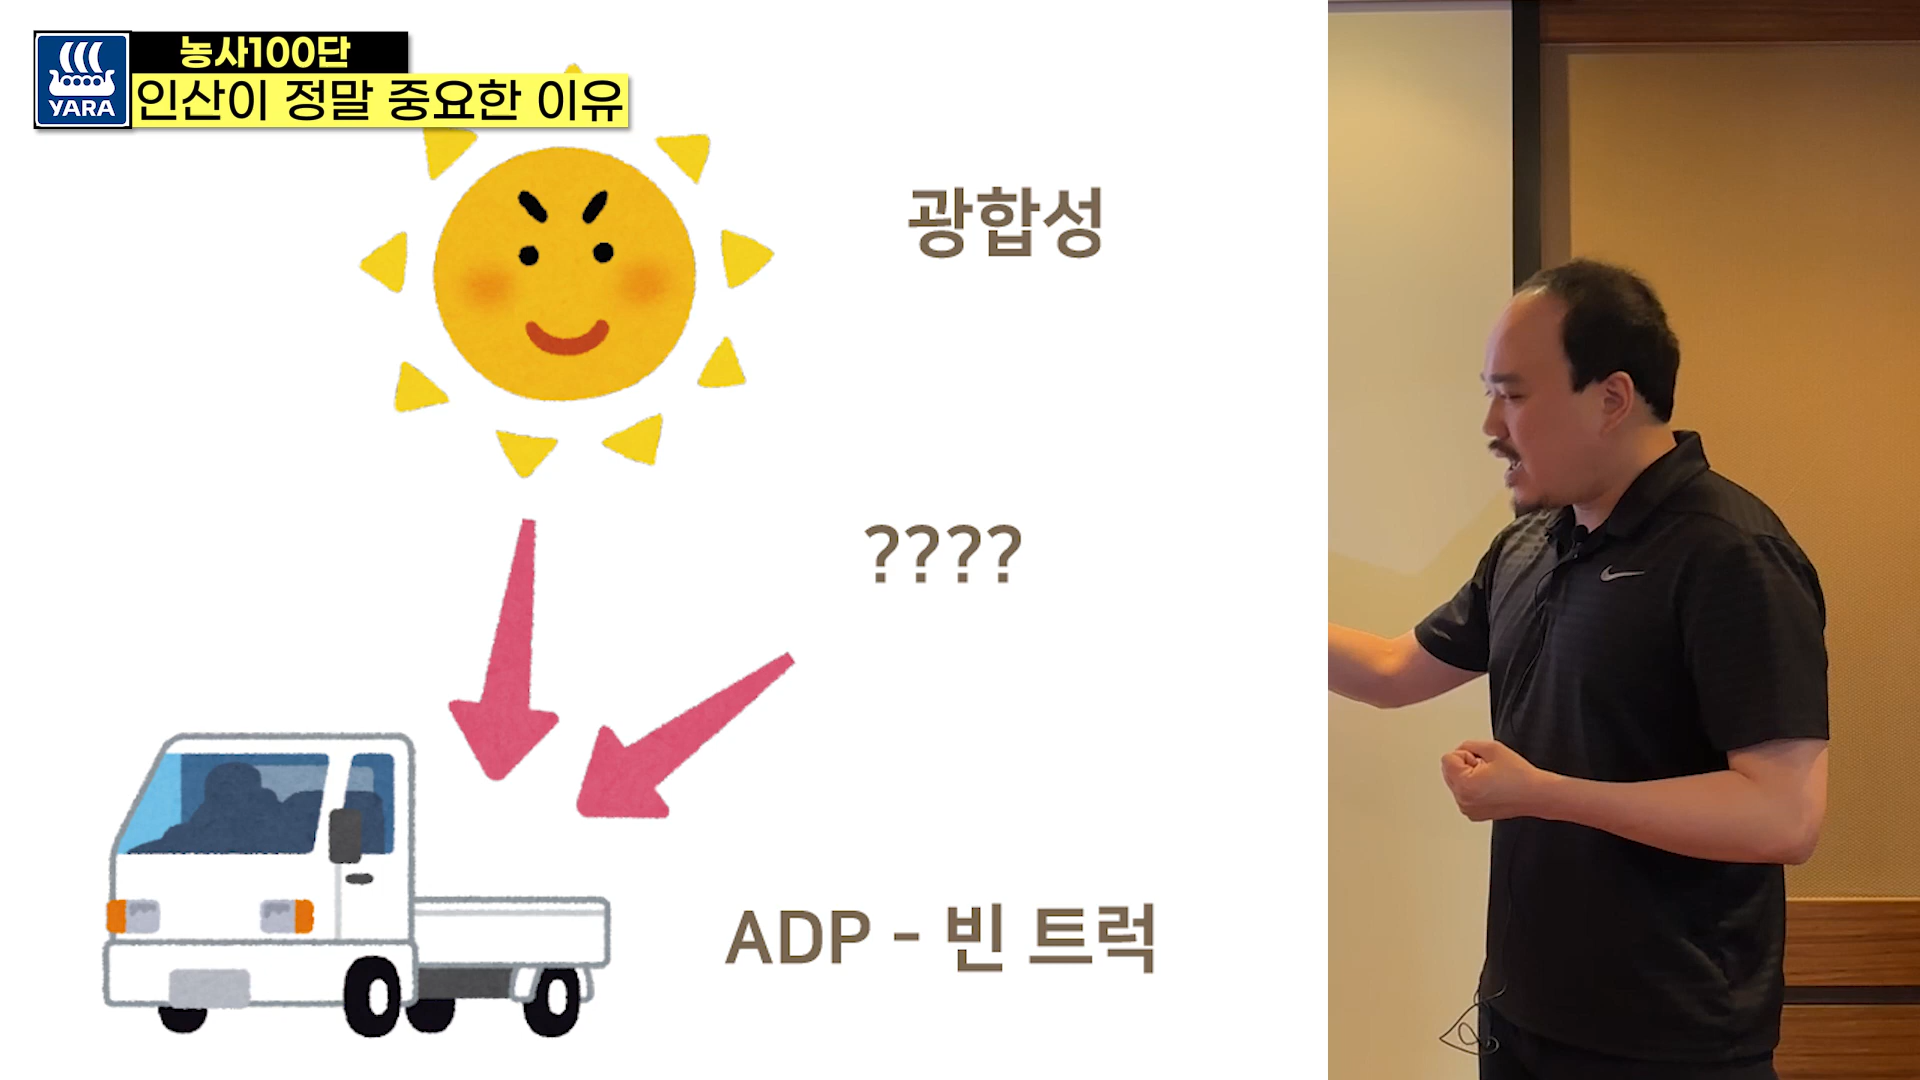 농사100단
YARA
인산이 정말 중요한 이유
광합성
????
ADP - 빈 트럭